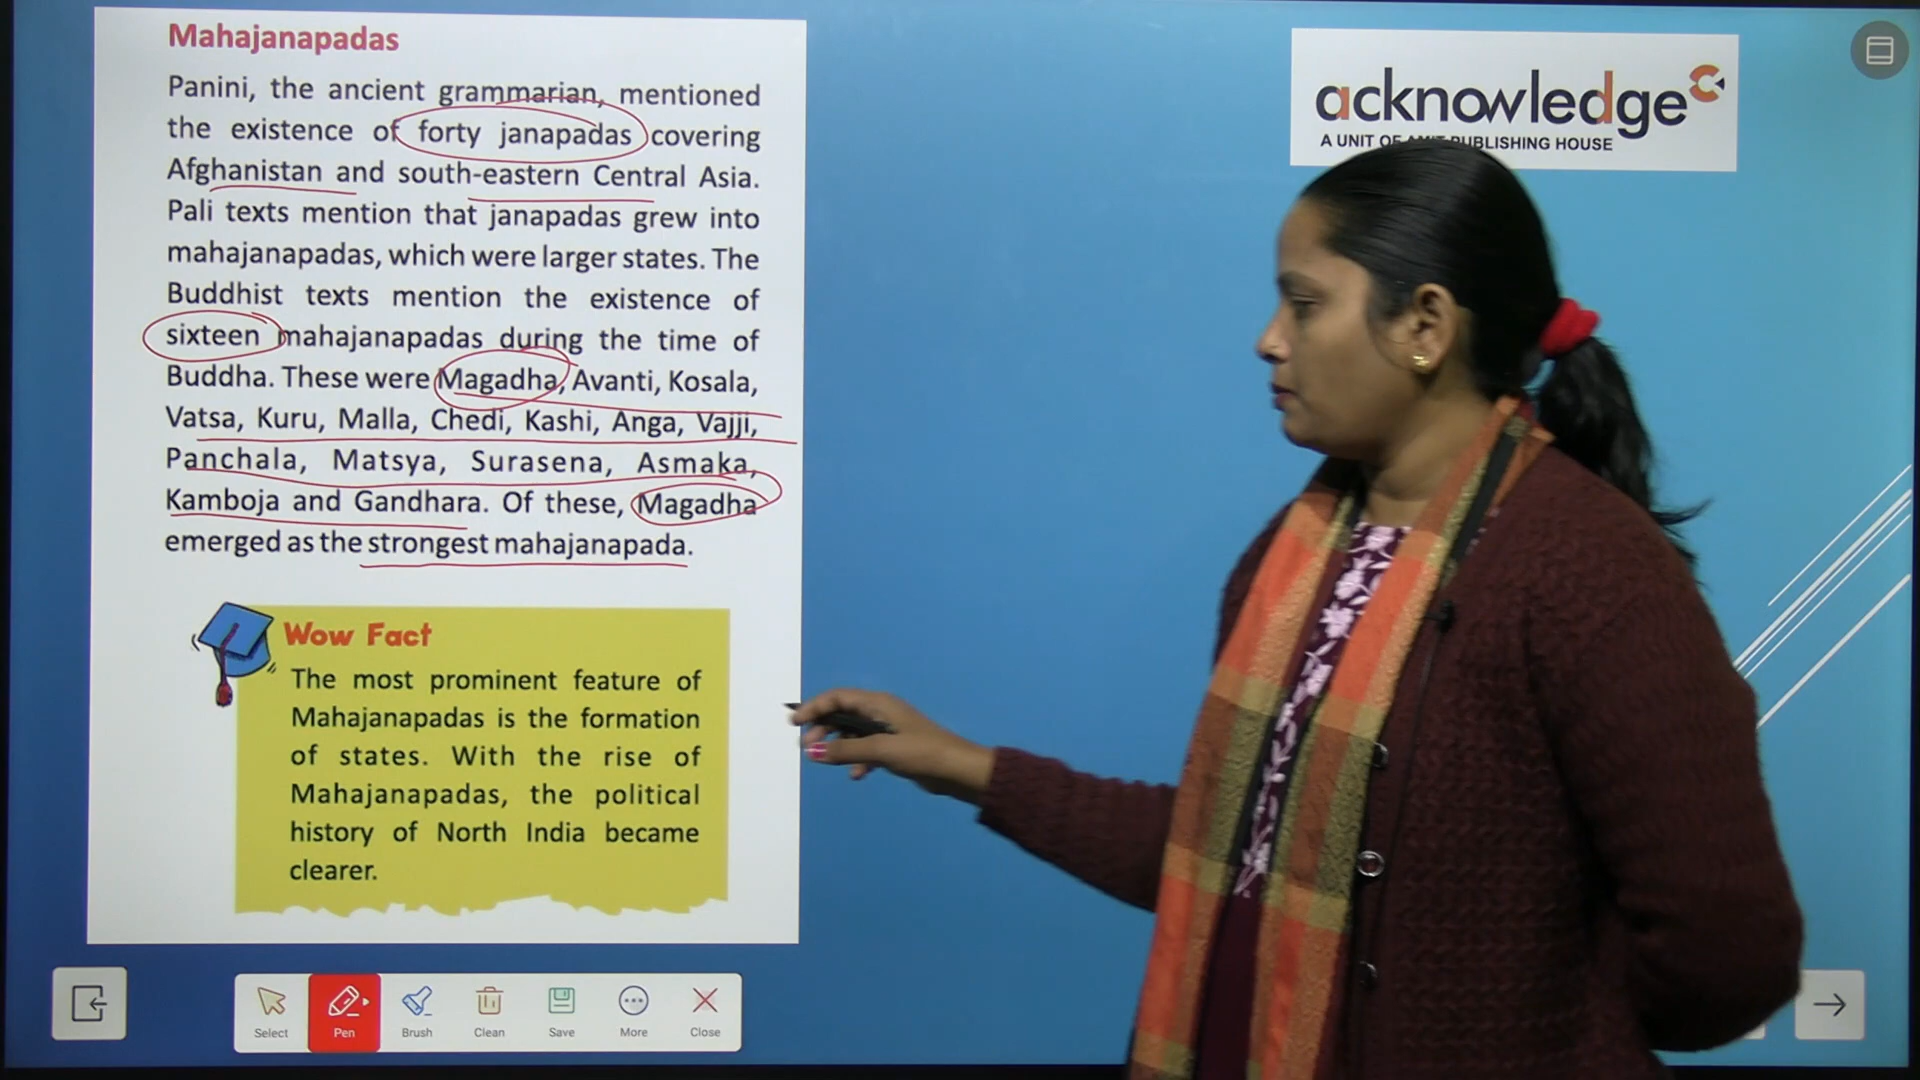 Mahajanapadas
Panini, the ancient grammarian, mentioned
the existence of forty janapadas covering
Afghanistan and south-eastern Central Asia.
Pali texts mention that janapadas grew into
mahajanapadas, which were larger states. The
Buddhist texts mention the existence of
sixteen mahajanapadas during the time of
Buddha. These were Magadha, Avanti, Kosala,
Vatsa, Kuru, Malla, Chedi, Kashi, Anga, Vajji,
Panchala, Matsya, Surasena, Asmaka,
Kamboja and Gandhara. Of these, Magadha
emerged as the strongest mahajanapada.
Wow Fact
The most prominent feature of
Mahajanapadas is the formation
of states. With the rise of
Mahajanapadas, the political
history of North India became
clearer.
Select Pen Brush Clean Save More Close
acknowledge
A UNIT OF PUBLISHING HOUSE